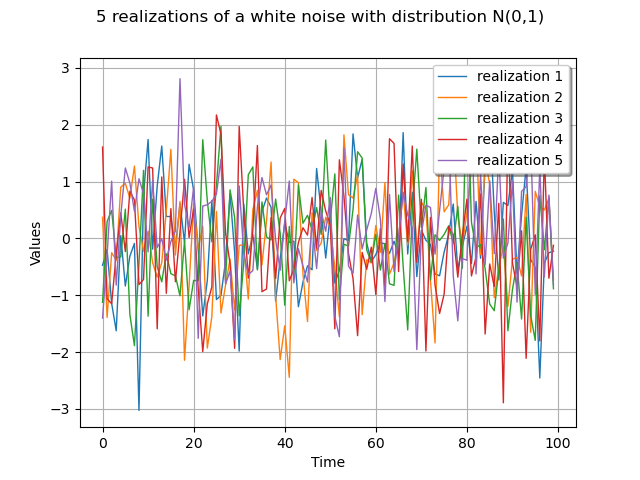 5 realizations of a white noise with distribution N(0,1)
realization 1
realization 2
realization 3
realization 4
realization 5
Values
3
2
1
0
−1
−2
−3
0 20 40 60 80 100
Time